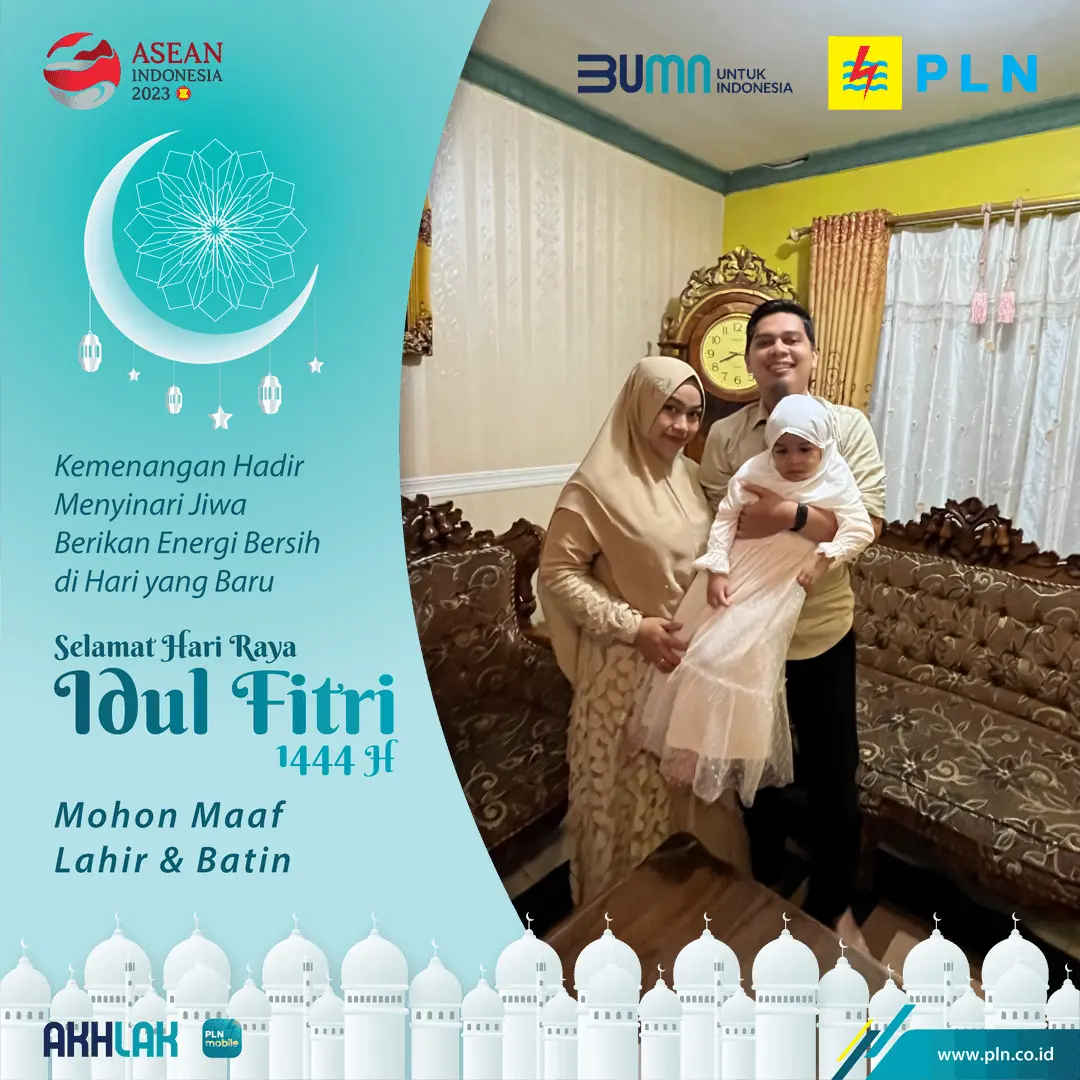 ASEAN
INDONESIA
2023
BUMN UNTUK
INDONESIA
PLN
Kemenangan Hadir
Menyinari Jiwa
Berikan Energi Bersih
di Hari yang Baru
Selamat Hari Raya
Idul Fitri
1444 H
Mohon Maaf
Lahir & Batin
AKHLAK
PLN
mobile
www.pln.co.id